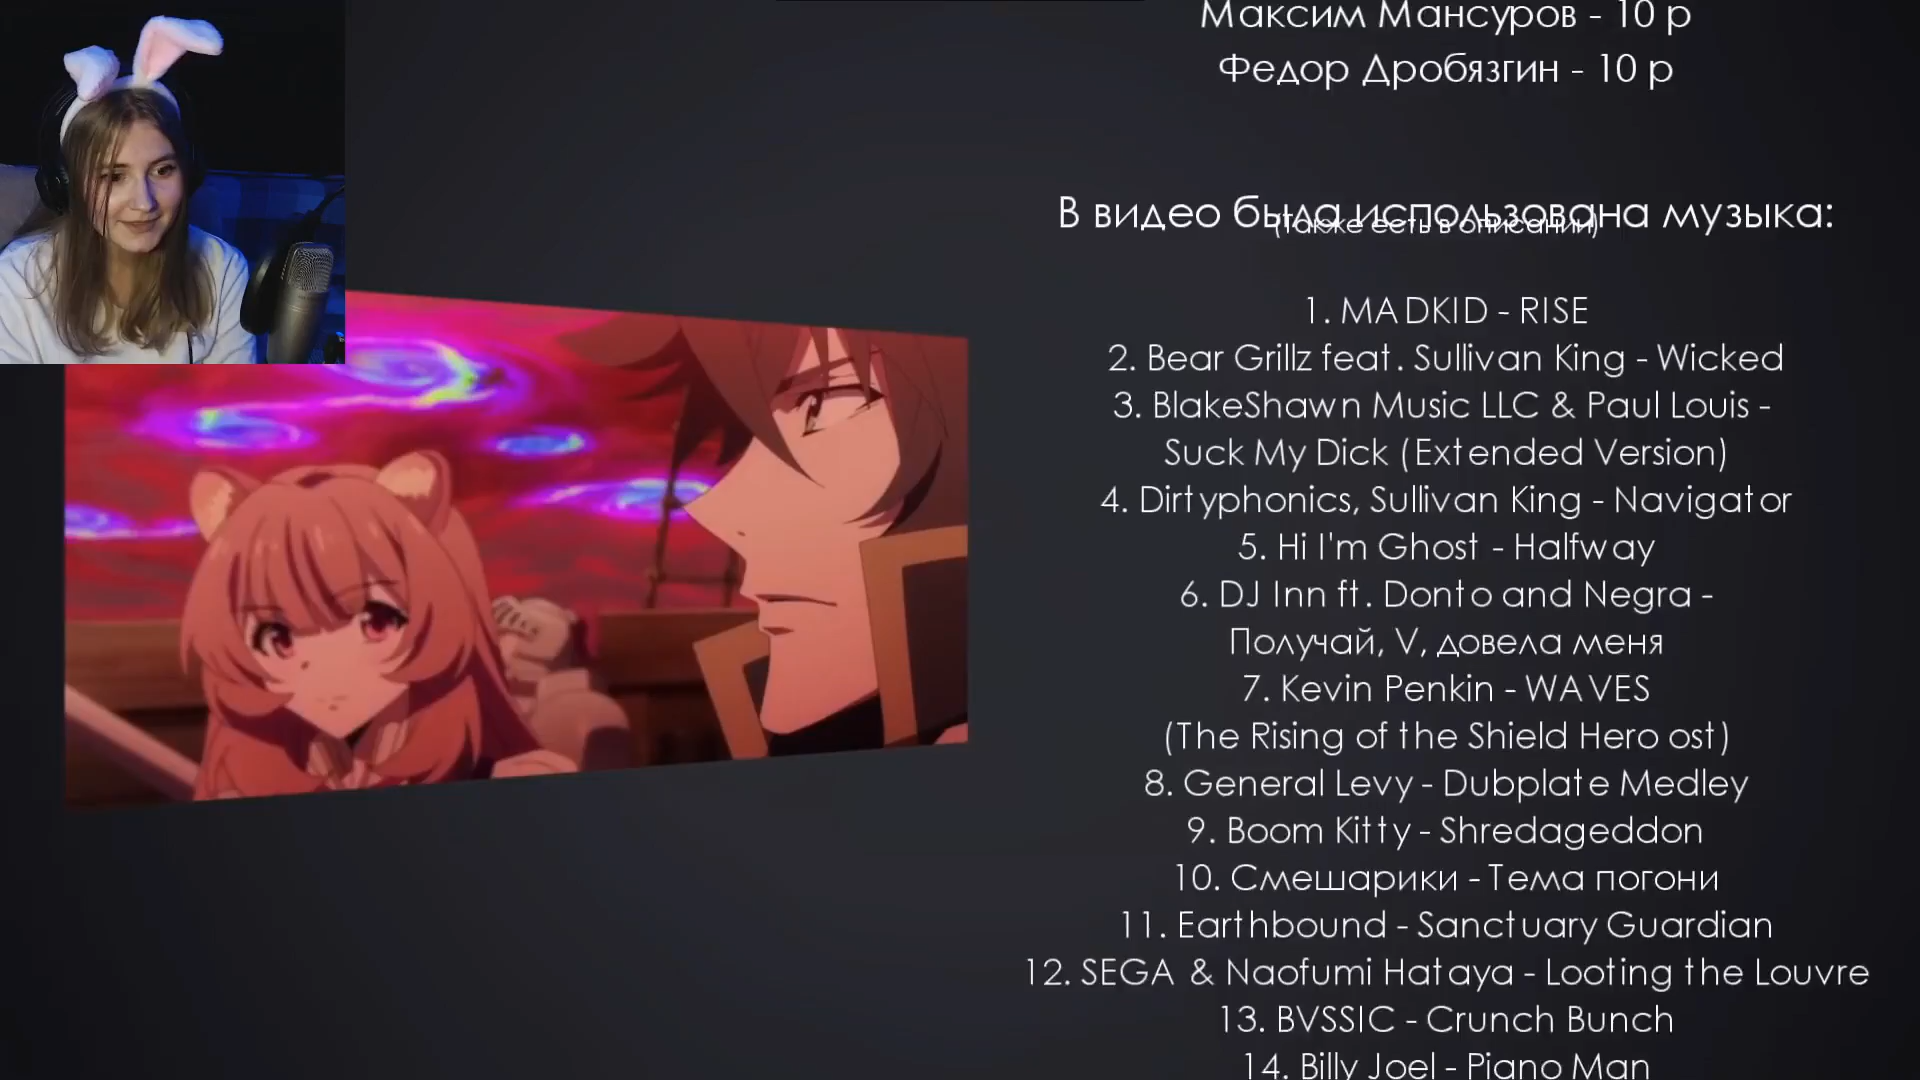 Максим Мансуров - 10 р
Федор Дробязгин - 10 р
В видео была использована музыка:
(также есть в описании)
1. MADKID - RISE
2. Bear Grillz feat. Sullivan King - Wicked
3. BlakeShawn Music LLC & Paul Louis -
Suck My Dick (Extended Version)
4. Dirtyphonics, Sullivan King - Navigator
5. Hi I'm Ghost - Halfway
6. DJ Inn ft. Donto and Negra -
Получай, V, довела меня
7. Kevin Penkin - WAVES
(The Rising of the Shield Hero ost)
8. General Levy - Dubplate Medley
9. Boom Kitty - Shredageddon
10. Смешарики - Тема погони
11. Earthbound - Sanctuary Guardian
12. SEGA & Naofumi Hataya - Looting the Louvre
13. BVSSIC - Crunch Bunch
14. Billy Joel - Piano Man